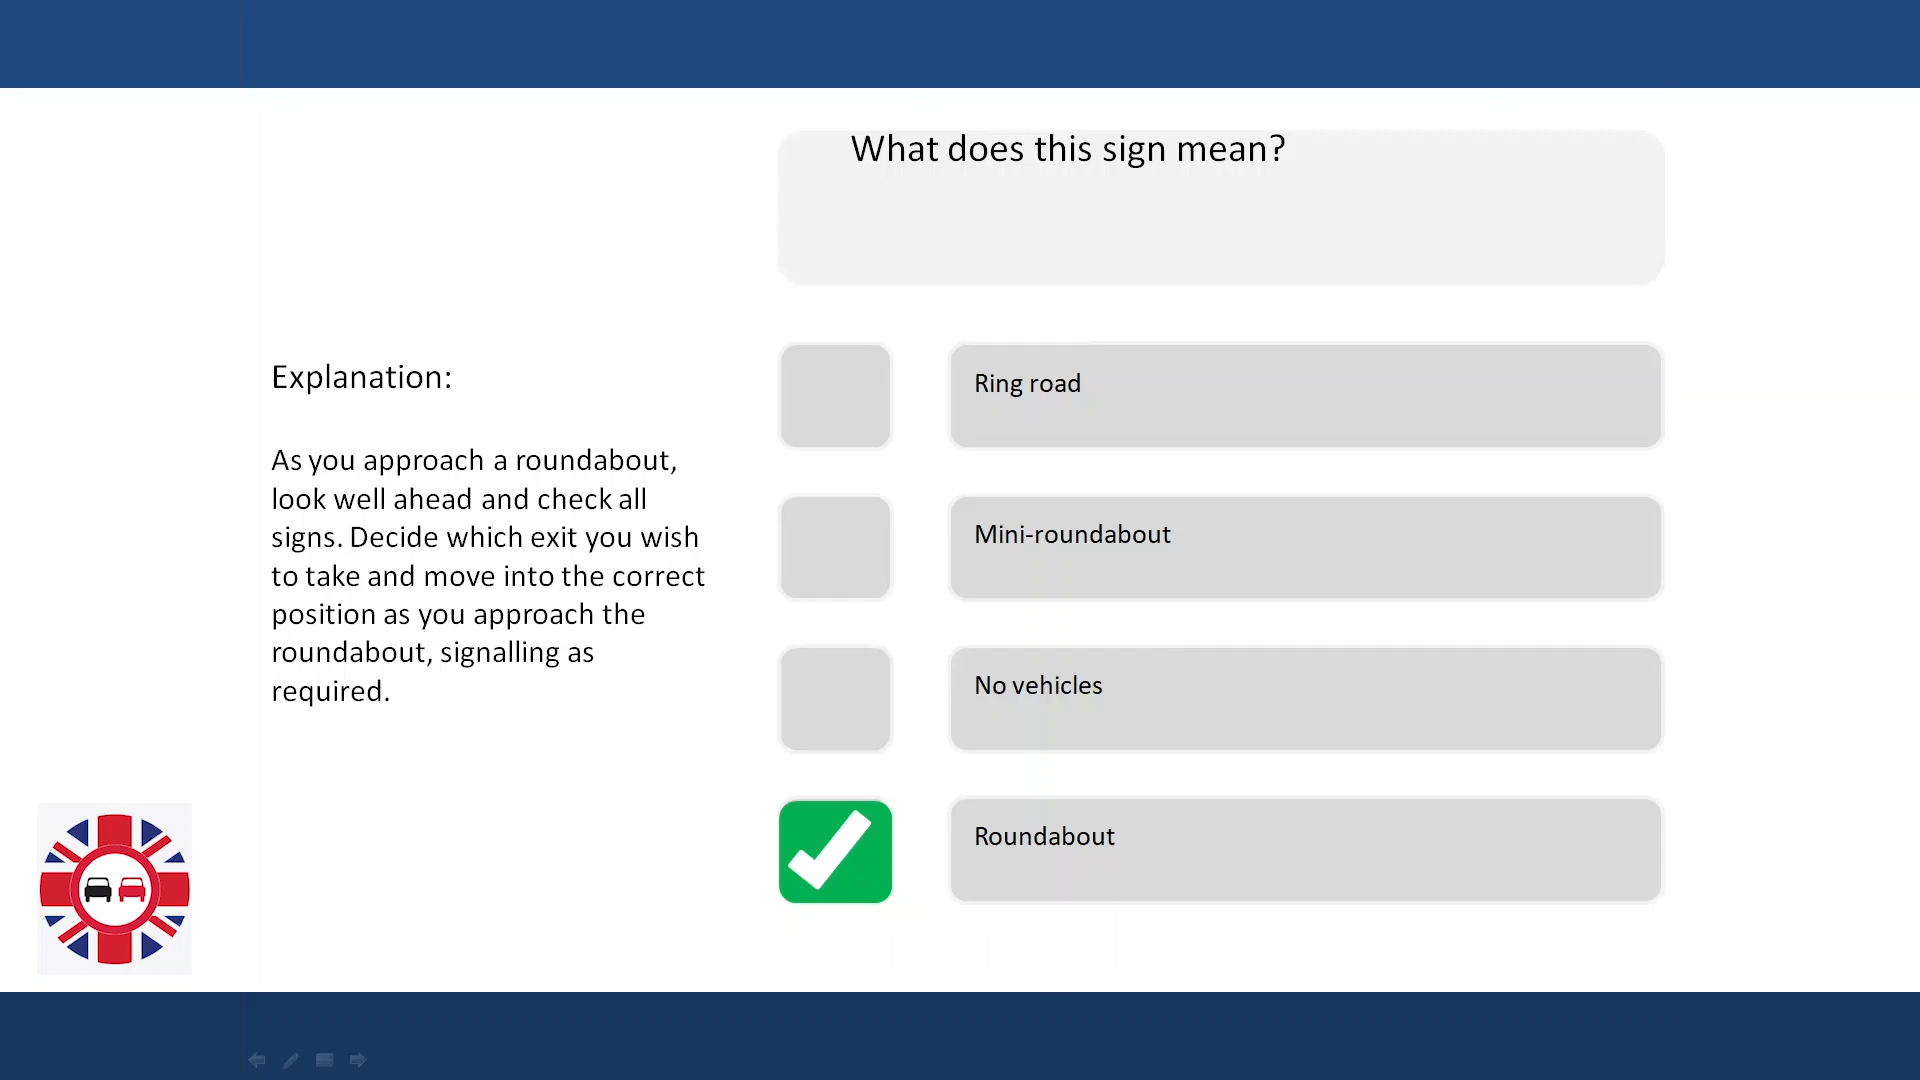 What does this sign mean?
Explanation:
As you approach a roundabout,
look well ahead and check all
signs. Decide which exit you wish
to take and move into the correct
position as you approach the
roundabout, signalling as
required.
Ring road
Mini-roundabout
No vehicles
Roundabout